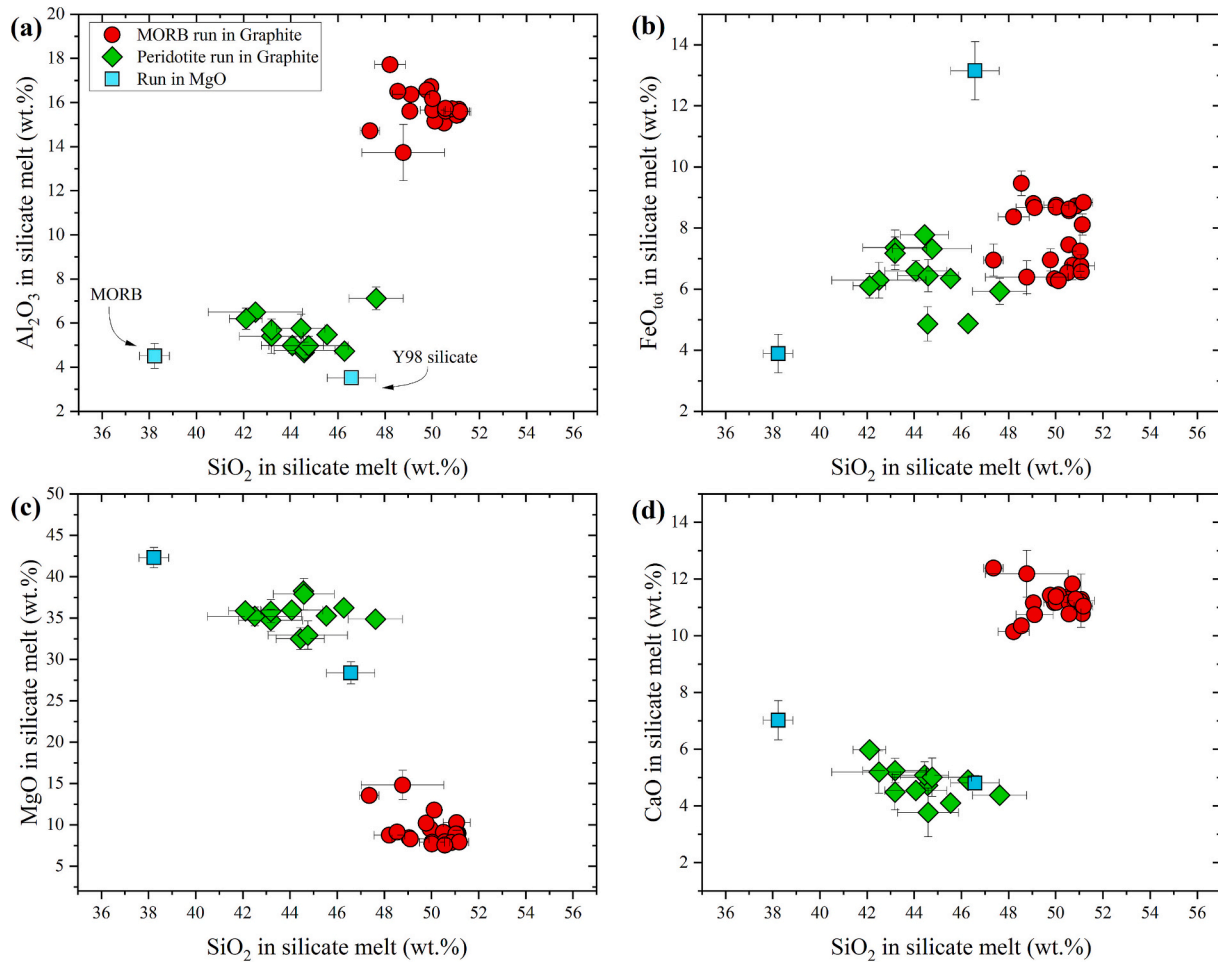 (a)
MORB run in Graphite
Peridotite run in Graphite
Run in MgO
20
18
16
14
12
10
8
6
4
2
Al₂O₃ in silicate melt (wt.%)
MORB
Y98 silicate
36 38 40 42 44 46 48 50 52 54 56
SiO₂ in silicate melt (wt.%)
(b)
14
12
10
8
6
4
2
FeOtot in silicate melt (wt.%)
36 38 40 42 44 46 48 50 52 54 56
SiO₂ in silicate melt (wt.%)
(c)
50
45
40
35
30
25
20
15
10
5
MgO in silicate melt (wt.%)
36 38 40 42 44 46 48 50 52 54 56
SiO₂ in silicate melt (wt.%)
(d)
14
12
10
8
6
4
2
CaO in silicate melt (wt.%)
36 38 40 42 44 46 48 50 52 54 56
SiO₂ in silicate melt (wt.%)